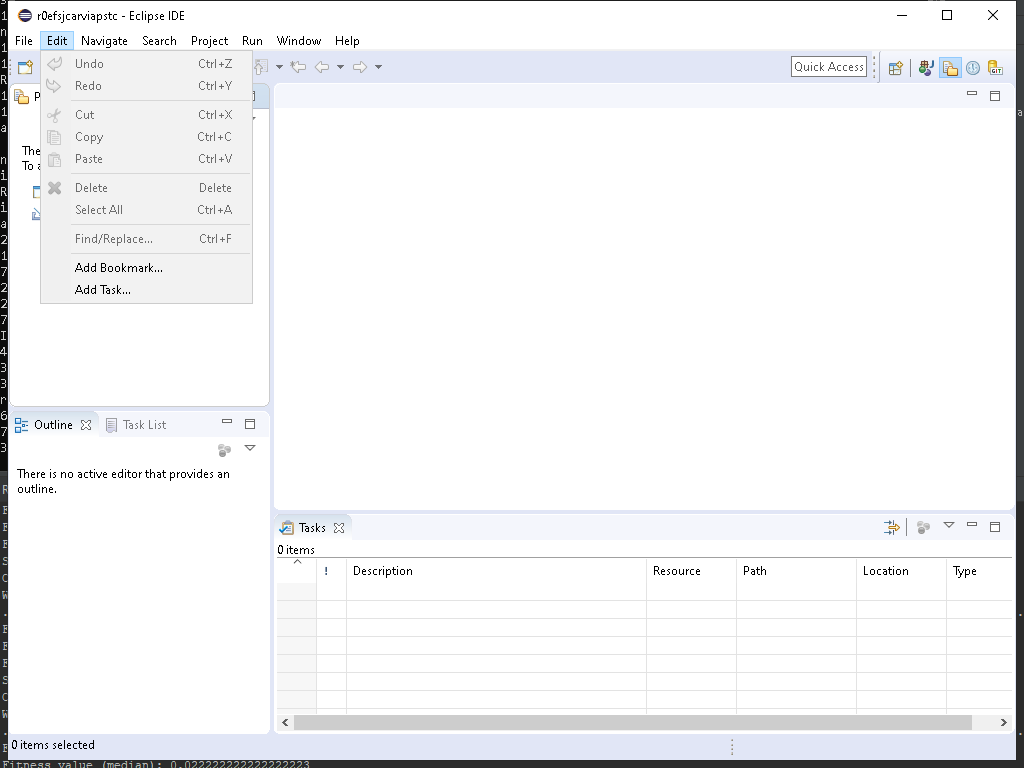 r0efsjcarviapstc - Eclipse IDE
File Edit Navigate Search Project Run Window Help
Quick Access
Undo Ctrl+Z
Redo Ctrl+Y
Cut Ctrl+X
Copy Ctrl+C
Paste Ctrl+V
Delete Delete
Select All Ctrl+A
Find/Replace... Ctrl+F
Add Bookmark...
Add Task...
The
To
Outline Task List
There is no active editor that provides an
outline.
Tasks
0 items
! Description Resource Path Location Type
0 items selected
Fitness value (median): 0.022222222222222223